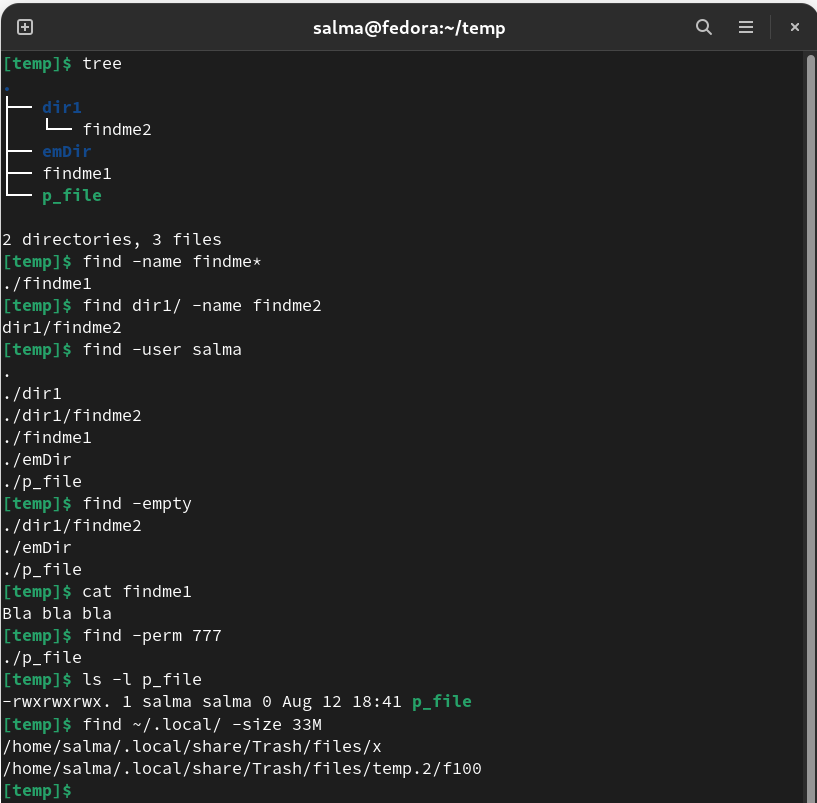 salma@fedora:~/temp
[temp]$ tree
.
├── dir1
│   └── findme2
├── emDir
├── findme1
└── p_file
2 directories, 3 files
[temp]$ find -name findme*
./findme1
[temp]$ find dir1/ -name findme2
dir1/findme2
[temp]$ find -user salma
.
./dir1
./dir1/findme2
./findme1
./emDir
./p_file
[temp]$ find -empty
./dir1/findme2
./emDir
./p_file
[temp]$ cat findme1
Bla bla bla
[temp]$ find -perm 777
./p_file
[temp]$ ls -l p_file
-rwxrwxrwx. 1 salma salma 0 Aug 12 18:41 p_file
[temp]$ find ~/.local/ -size 33M
/home/salma/.local/share/Trash/files/x
/home/salma/.local/share/Trash/files/temp.2/f100
[temp]$